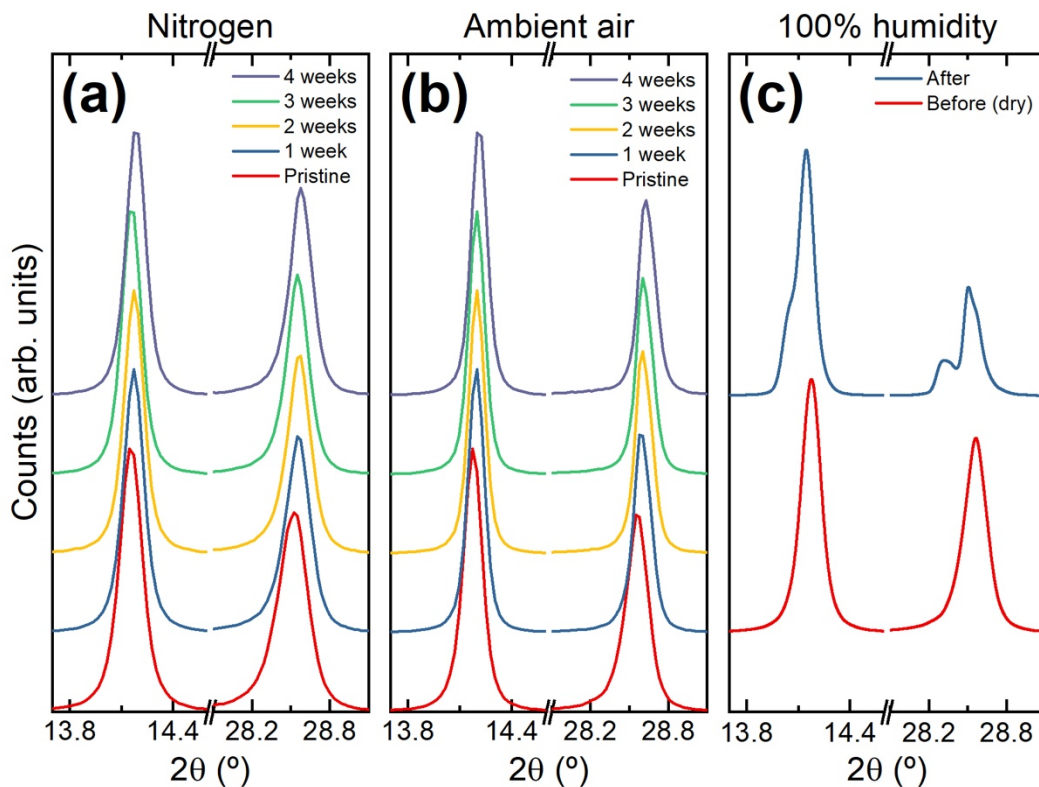 Nitrogen
Ambient air
100% humidity
(a)
4 weeks
3 weeks
2 weeks
1 week
Pristine
(b)
4 weeks
3 weeks
2 weeks
1 week
Pristine
(c)
After
Before (dry)
Counts (arb. units)
13.8 14.4 28.2 28.8
13.8 14.4 28.2 28.8
13.8 14.4 28.2 28.8
2θ (º)
2θ (º)
2θ (º)